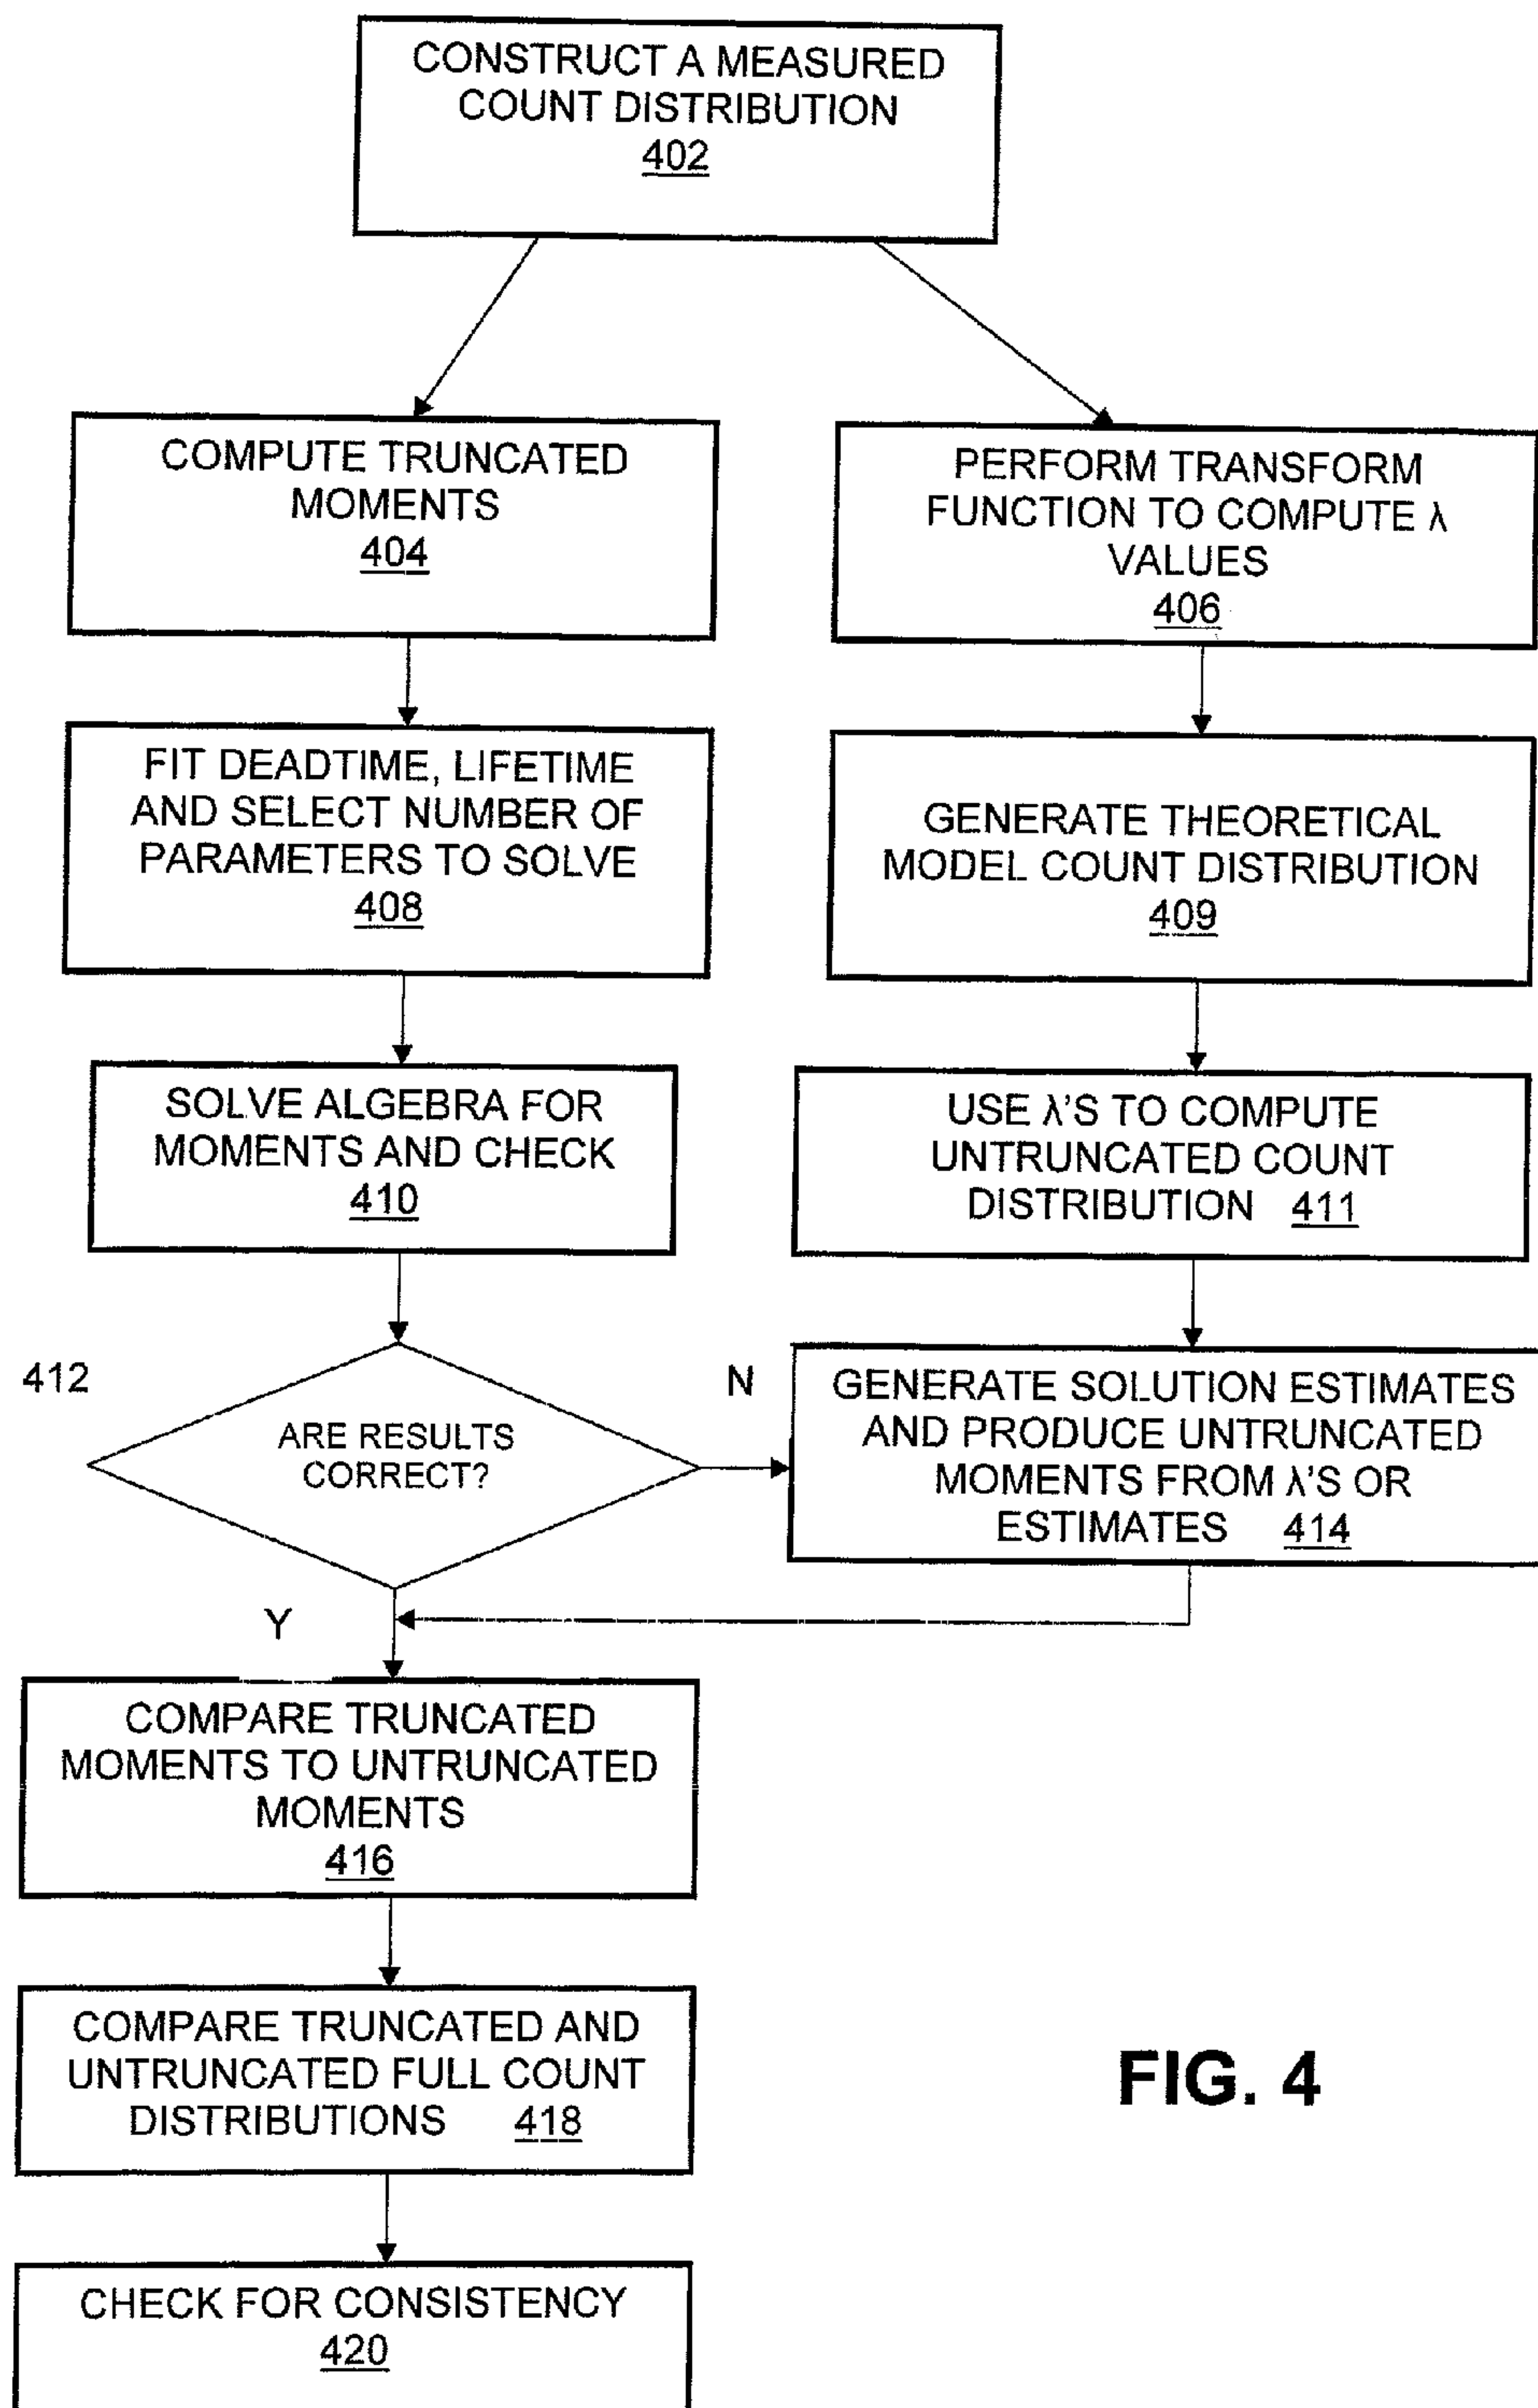 CONSTRUCT A MEASURED
COUNT DISTRIBUTION
402
COMPUTE TRUNCATED
MOMENTS
404
PERFORM TRANSFORM
FUNCTION TO COMPUTE λ
VALUES
406
FIT DEADTIME, LIFETIME
AND SELECT NUMBER OF
PARAMETERS TO SOLVE
408
GENERATE THEORETICAL
MODEL COUNT DISTRIBUTION
409
SOLVE ALGEBRA FOR
MOMENTS AND CHECK
410
USE λ'S TO COMPUTE
UNTRUNCATED COUNT
DISTRIBUTION 411
412
ARE RESULTS
CORRECT?
N
GENERATE SOLUTION ESTIMATES
AND PRODUCE UNTRUNCATED
MOMENTS FROM λ'S OR
ESTIMATES 414
Y
COMPARE TRUNCATED
MOMENTS TO UNTRUNCATED
MOMENTS
416
COMPARE TRUNCATED AND
UNTRUNCATED FULL COUNT
DISTRIBUTIONS 418
FIG. 4
CHECK FOR CONSISTENCY
420